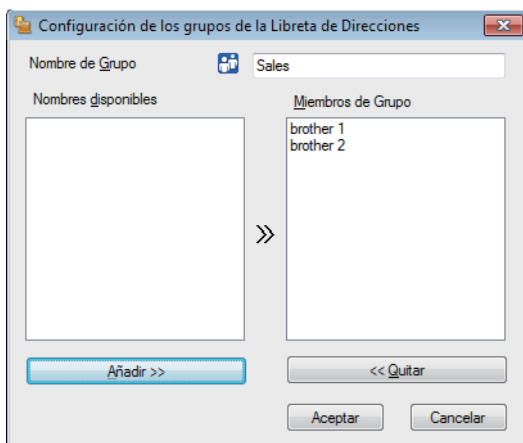 Configuración de los grupos de la Libreta de Direcciones
Nombre de Grupo
Sales
Nombres disponibles
Miembros de Grupo
brother 1
brother 2
Añadir >>
<< Quitar
Aceptar
Cancelar